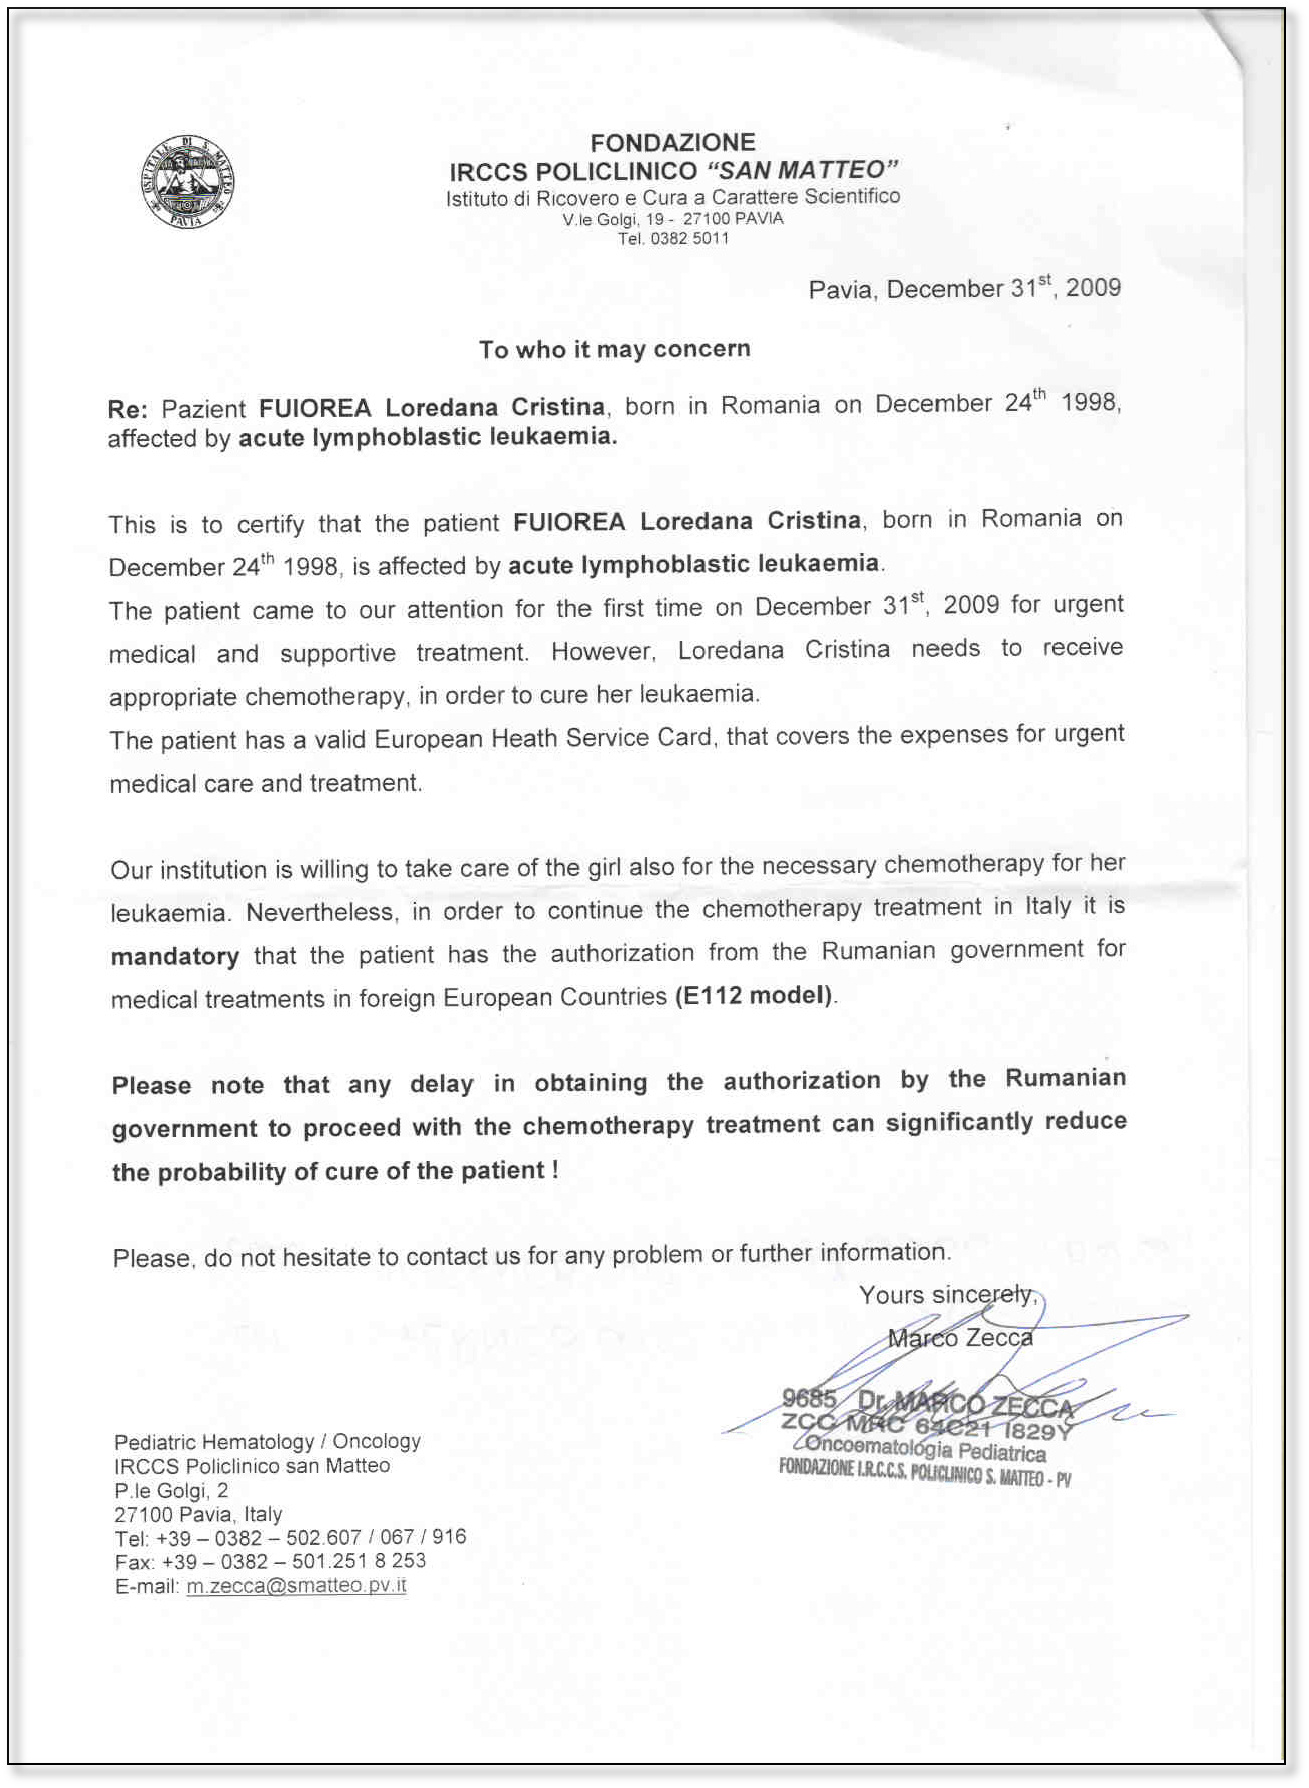 OSPITALE DI S. MATTEO
PAVIA
FONDAZIONE
IRCCS POLICLINICO “SAN MATTEO”
Istituto di Ricovero e Cura a Carattere Scientifico
V.le Golgi, 19 - 27100 PAVIA
Tel. 0382 5011
Pavia, December 31st, 2009
To who it may concern
Re: Pazient FUIOREA Loredana Cristina, born in Romania on December 24th 1998,
affected by acute lymphoblastic leukaemia.
This is to certify that the patient FUIOREA Loredana Cristina, born in Romania on
December 24th 1998, is affected by acute lymphoblastic leukaemia.
The patient came to our attention for the first time on December 31st, 2009 for urgent
medical and supportive treatment. However, Loredana Cristina needs to receive
appropriate chemotherapy, in order to cure her leukaemia.
The patient has a valid European Heath Service Card, that covers the expenses for urgent
medical care and treatment.
Our institution is willing to take care of the girl also for the necessary chemotherapy for her
leukaemia. Nevertheless, in order to continue the chemotherapy treatment in Italy it is
mandatory that the patient has the authorization from the Rumanian government for
medical treatments in foreign European Countries (E112 model).
Please note that any delay in obtaining the authorization by the Rumanian
government to proceed with the chemotherapy treatment can significantly reduce
the probability of cure of the patient !
Please, do not hesitate to contact us for any problem or further information.
Yours sincerely,
Marco Zecca
9685 Dr. MARCO ZECCA
ZCC MRC 64C21 I829Y
Oncoematologia Pediatrica
FONDAZIONE I.R.C.C.S. POLICLINICO S. MATTEO - PV
Pediatric Hematology / Oncology
IRCCS Policlinico san Matteo
P.le Golgi, 2
27100 Pavia, Italy
Tel: +39 – 0382 – 502.607 / 067 / 916
Fax: +39 – 0382 – 501.251 8 253
E-mail: m.zecca@smatteo.pv.it